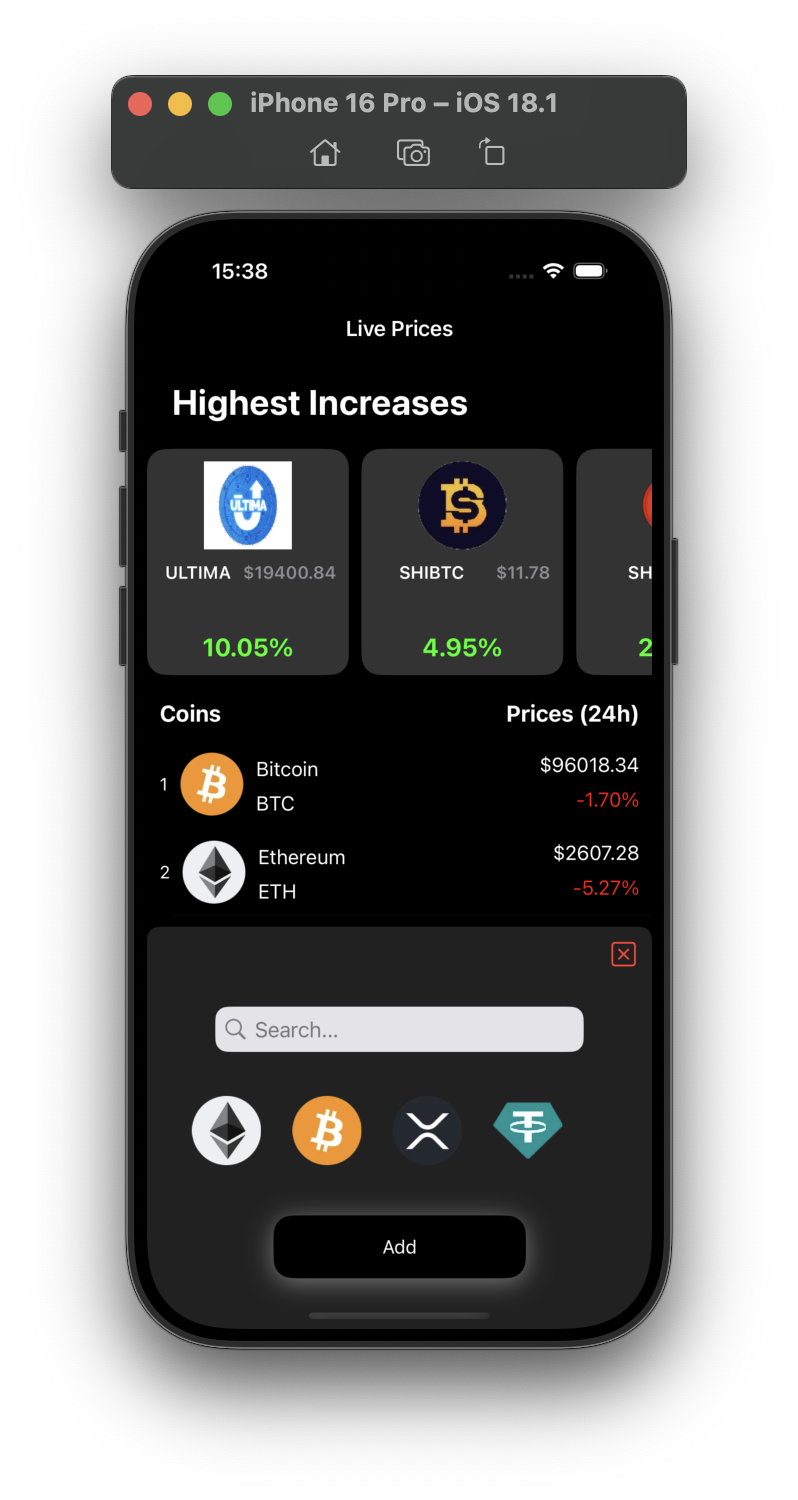 iPhone 16 Pro – iOS 18.1
15:38
Live Prices
Highest Increases
ULTIMA
ULTIMA $19400.84
10.05%
SHIBTC $11.78
4.95%
SH
2
Coins Prices (24h)
1 Bitcoin $96018.34
BTC -1.70%
2 Ethereum $2607.28
ETH -5.27%
Search...
Add